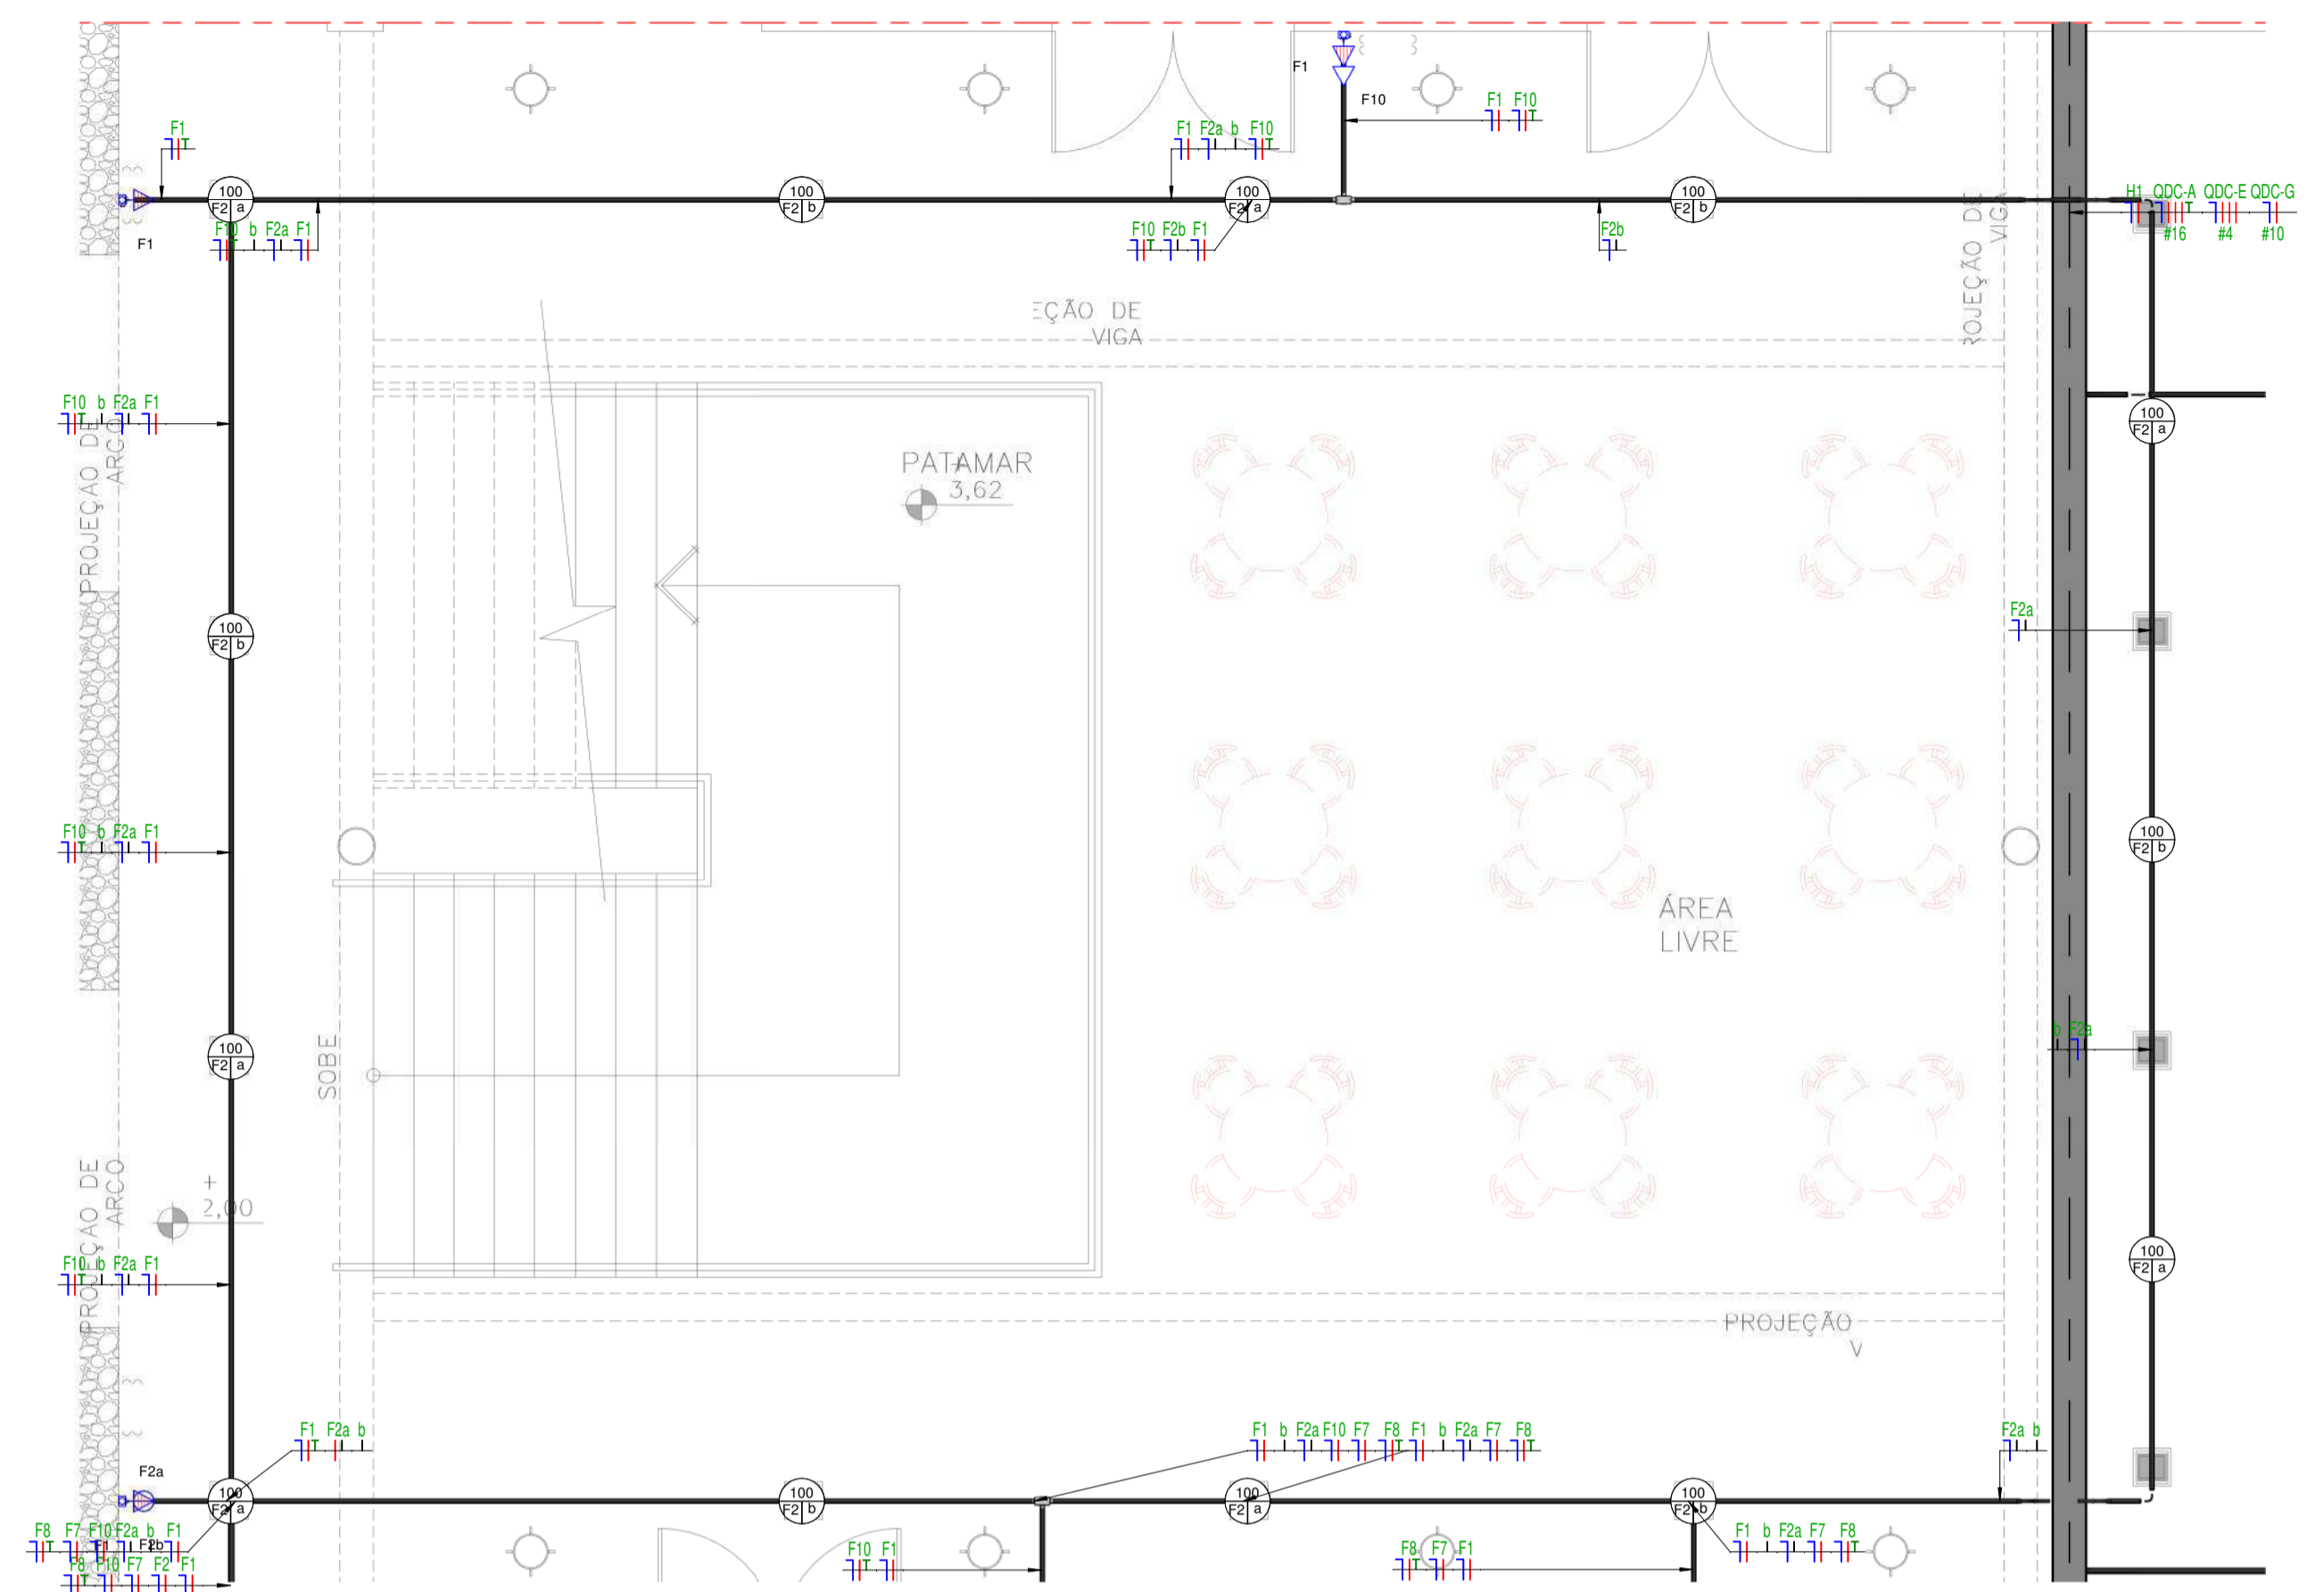 F1
F10
F1 F10
F1
F1 F2a b F10
100
F2 a
100
F2 b
100
F2 a
100
F2 b
H1 QDC-A QDC-E QDC-G
#16 #4 #10
F1
F10 b F2a F1
F10 F2b F1
F2b
PROJEÇÃO DE
VIGA
EÇÃO DE
VIGA
F10 b F2a F1
PROJEÇÃO DE
ARCO
100
F2 a
PATAMAR
3,62
100
F2 b
F2a
F10 b F2a F1
100
F2 b
ÁREA
LIVRE
100
F2 a
b F2a
SOBE
PROJEÇÃO DE
ARCO
+
2,00
100
F2 a
F10 b F2a F1
PROJEÇÃO
V
F1 F2a b
F1 b F2a F10 F7 F8 F1 b F2a F7 F8
F2a b
F2a
100
F2 a
100
F2 b
100
F2 a
100
F2 b
F8 F7 F10 F2a b F1
F1 F2b
F8 F10 F7 F2 F1
F10 F1
F8 F7 F1
F1 b F2a F7 F8